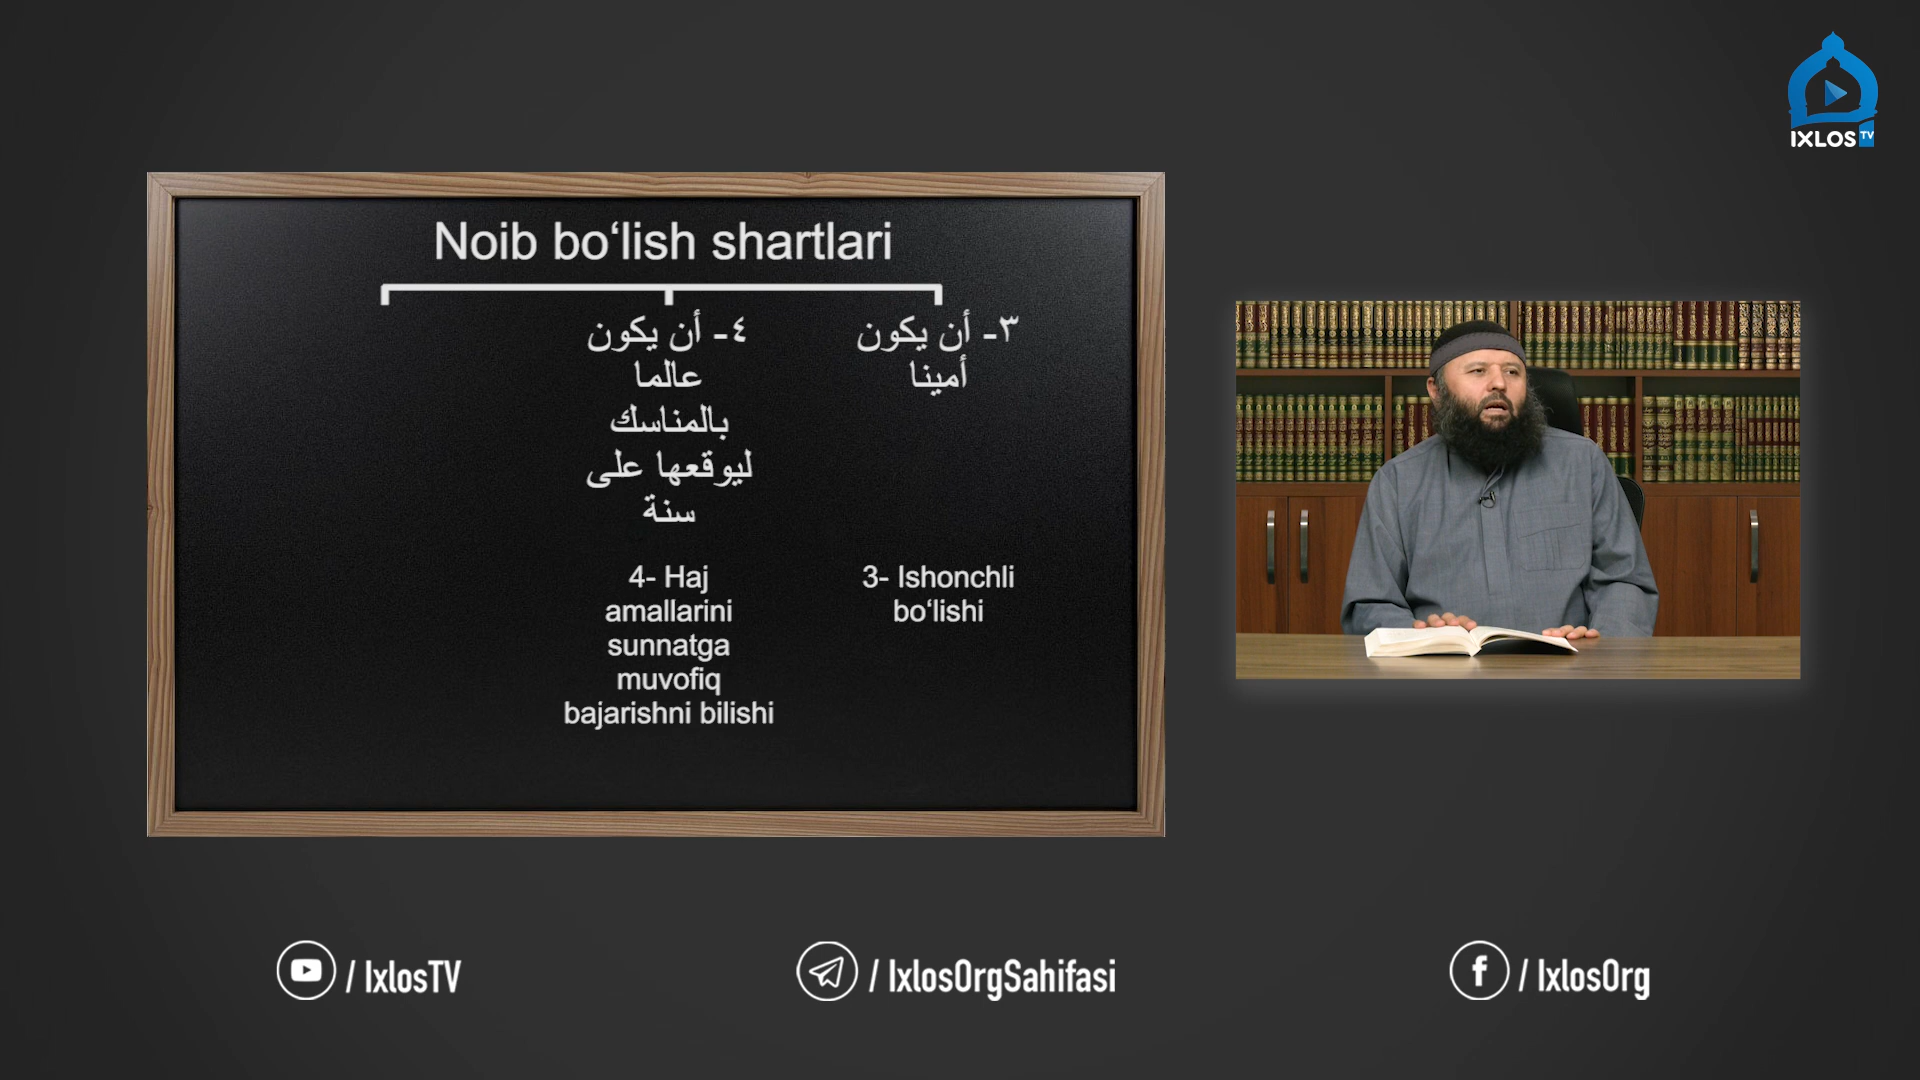 IXLOS TV
Noib bo‘lish shartlari
٣- أن يكون
أمينا
٤- أن يكون
عالما
بالمناسك
ليوقعها على
سنة
3- Ishonchli
bo‘lishi
4- Haj
amallarini
sunnatga
muvofiq
bajarishni bilishi
/ IxlosTV
/ IxlosOrgSahifasi
/ IxlosOrg